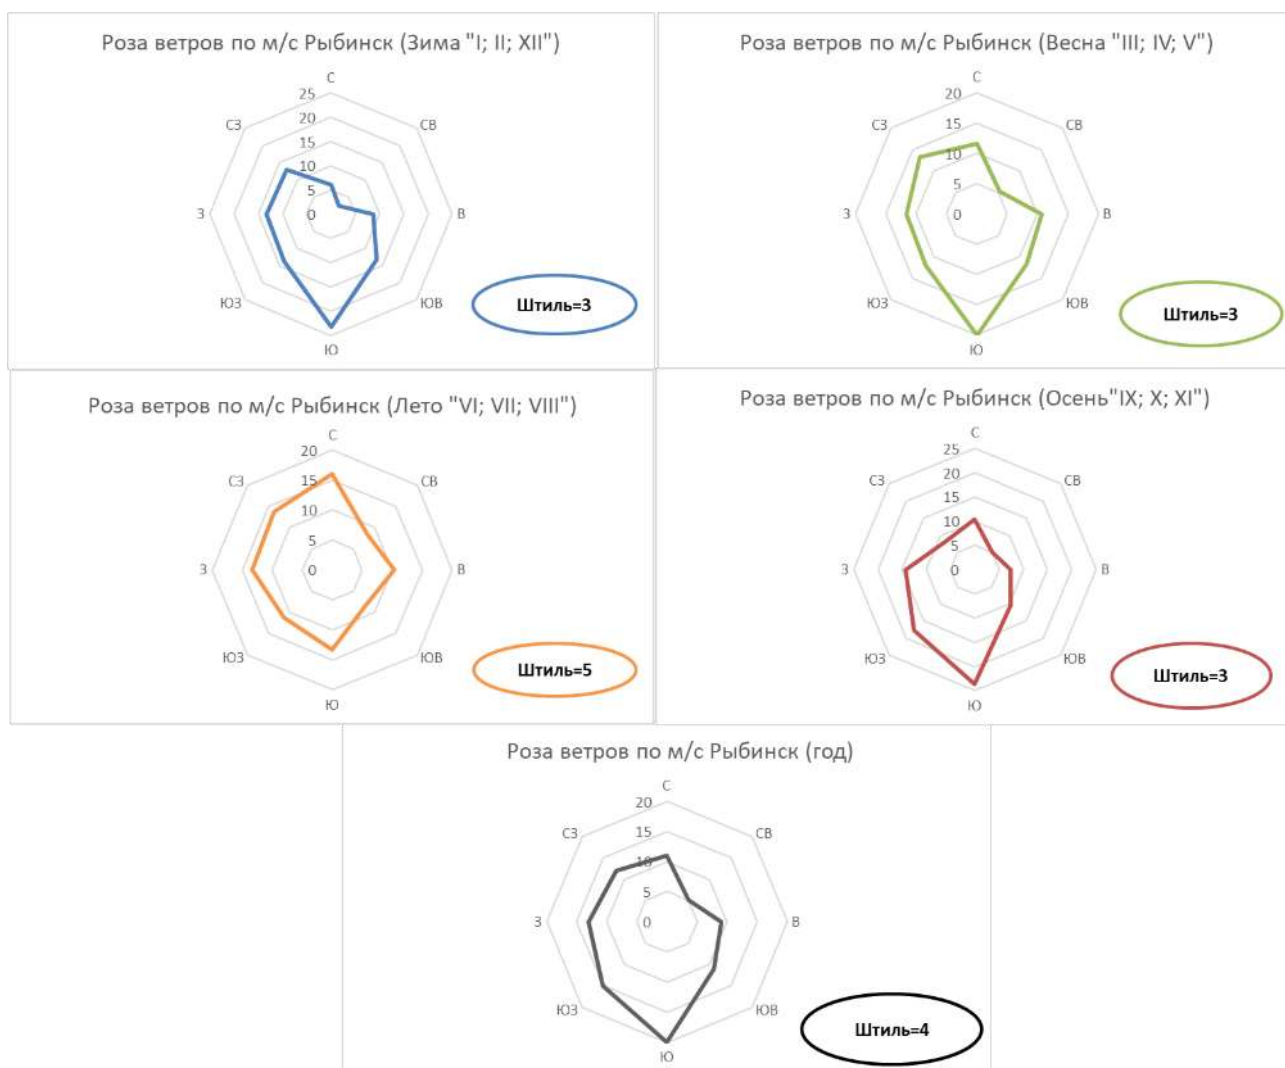 Роза ветров по м/с Рыбинск (Зима "I; II; XII")
С
25
20
15
10
5
0
СЗ
СВ
З
В
ЮЗ
ЮВ
Ю
Штиль=3
Роза ветров по м/с Рыбинск (Весна "III; IV; V")
С
20
15
10
5
0
СЗ
СВ
З
В
ЮЗ
ЮВ
Ю
Штиль=3
Роза ветров по м/с Рыбинск (Лето "VI; VII; VIII")
С
20
15
10
5
0
СЗ
СВ
З
В
ЮЗ
ЮВ
Ю
Штиль=5
Роза ветров по м/с Рыбинск (Осень"IX; X; XI")
С
25
20
15
10
5
0
СЗ
СВ
З
В
ЮЗ
ЮВ
Ю
Штиль=3
Роза ветров по м/с Рыбинск (год)
С
20
15
10
5
0
СЗ
СВ
З
В
ЮЗ
ЮВ
Ю
Штиль=4